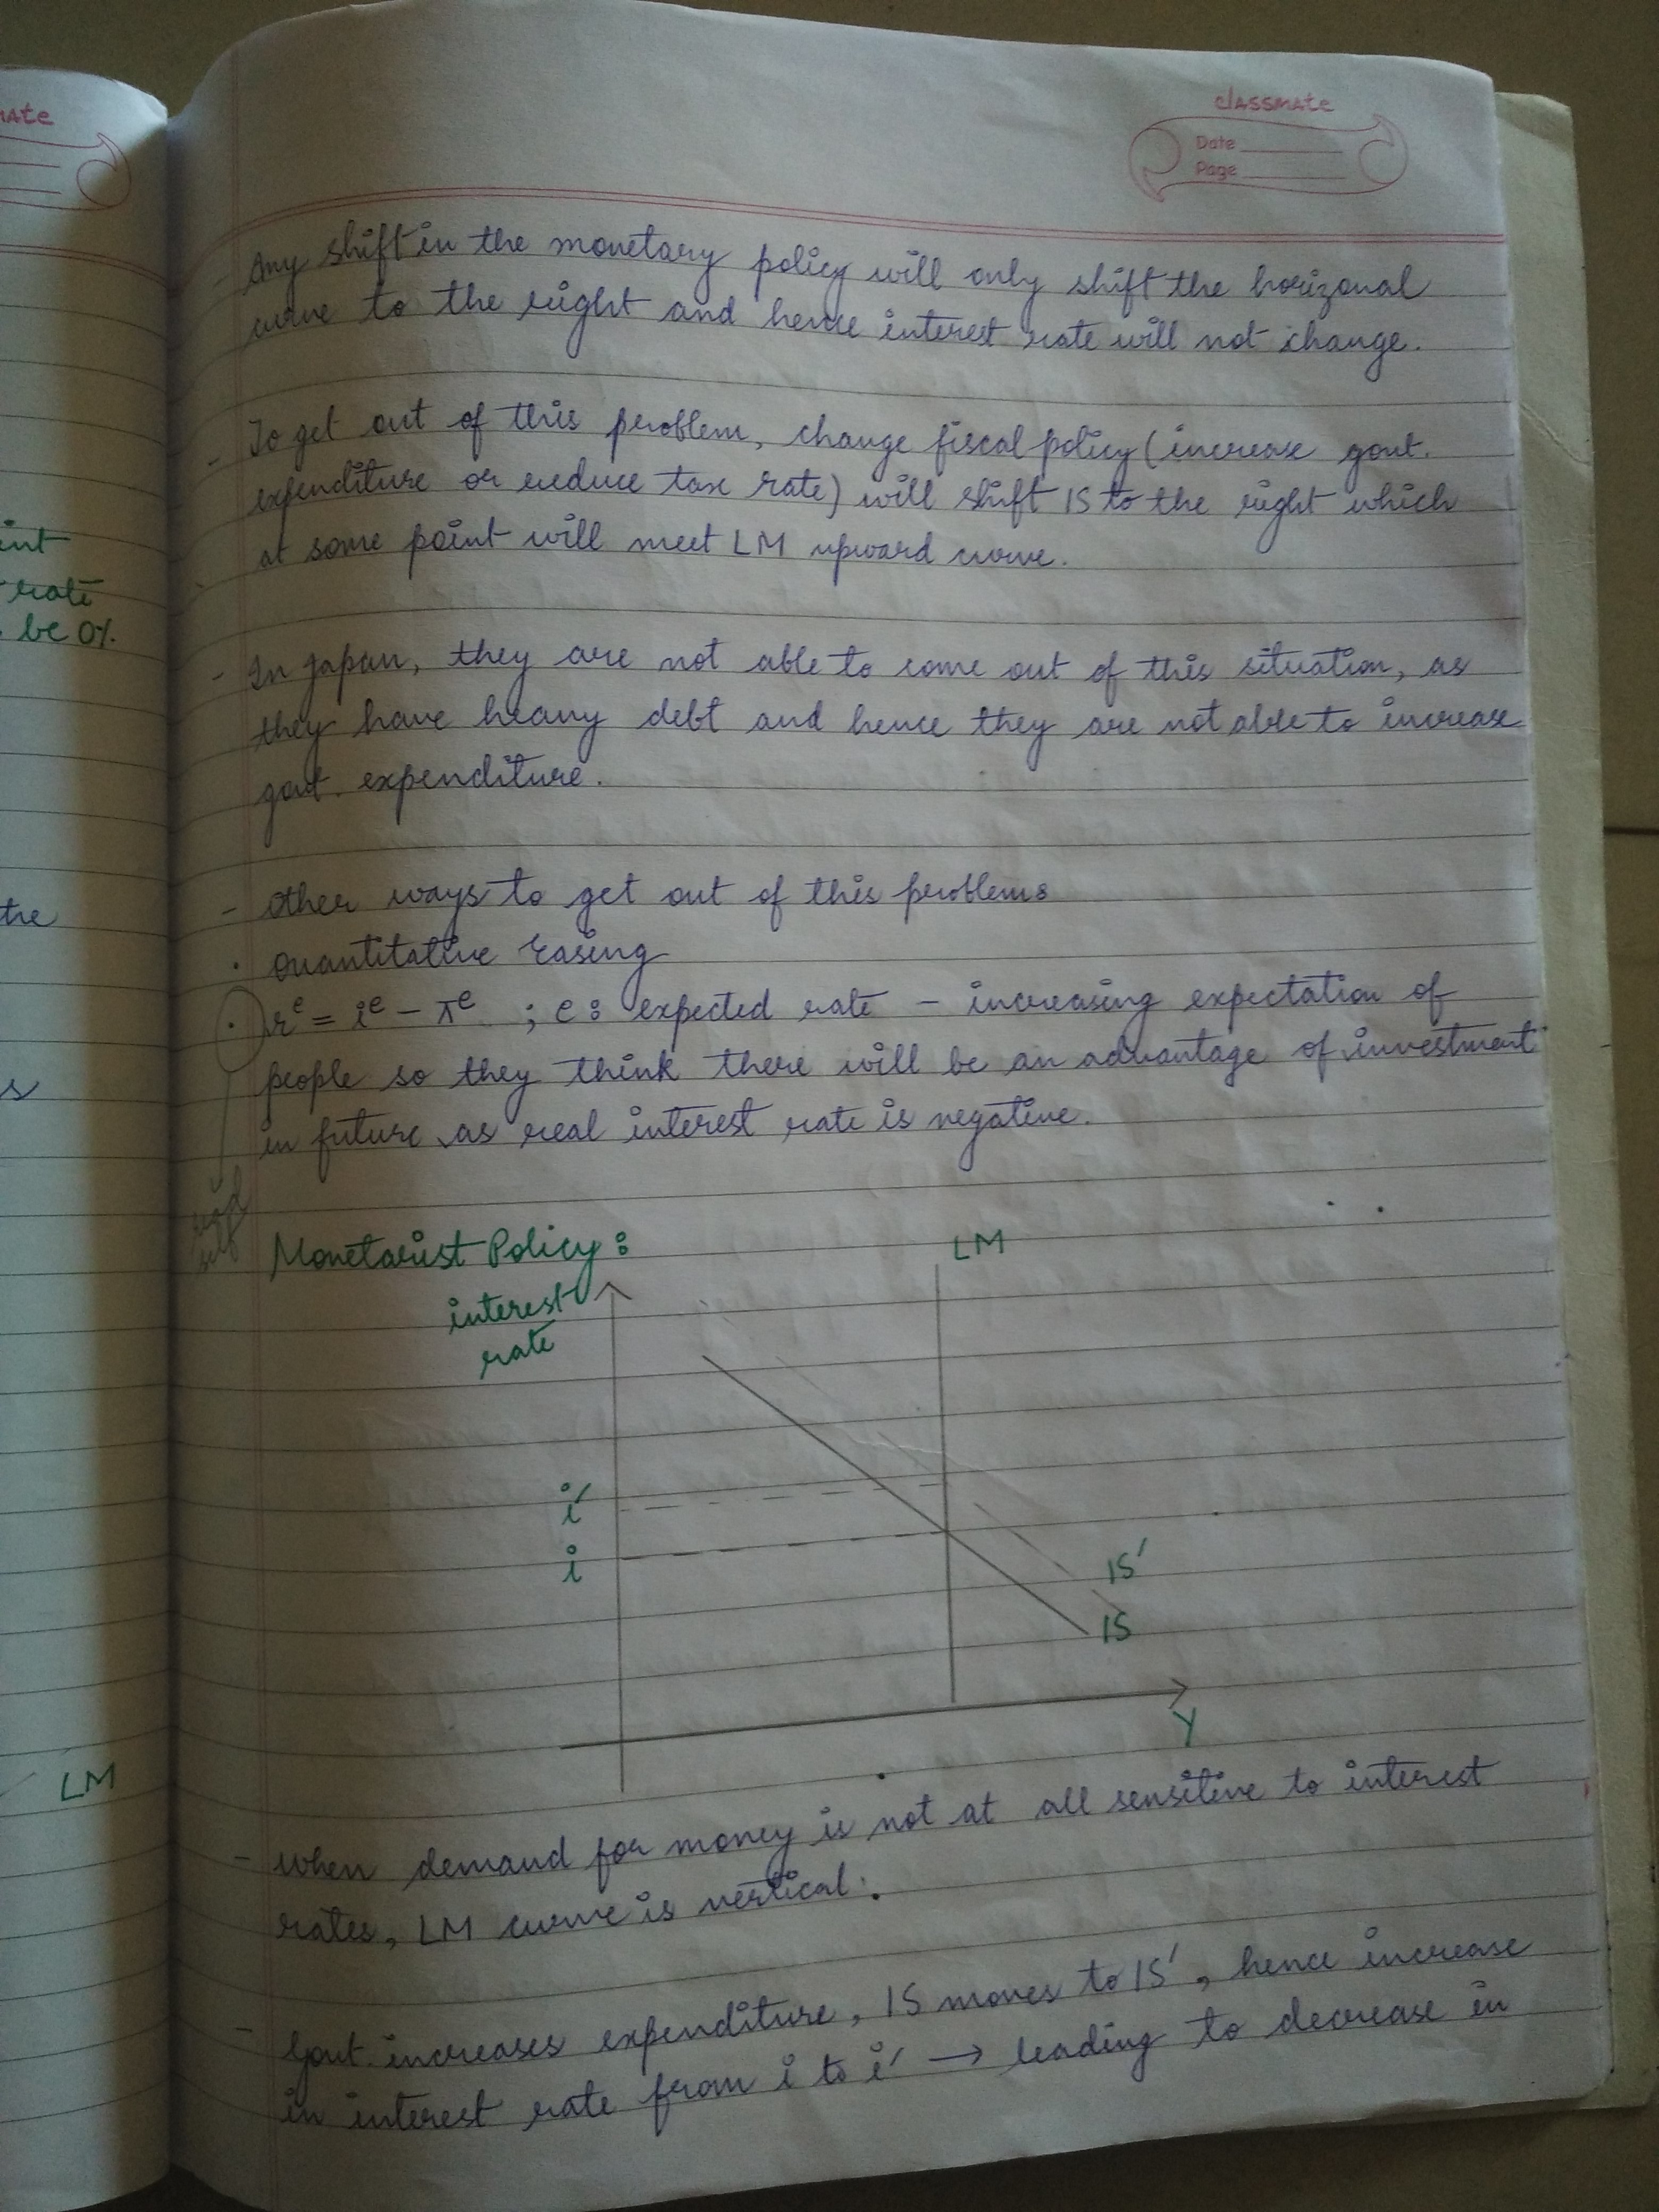 mate
int
rate
be 0%
the
s
LM
classmate
Date
Page
- Any shift in the monetary policy will only shift the horizonal
curve to the right and hence interest rate will not change.
- To get out of this problem, change fiscal policy (increase govt.
expenditure or reduce tax rate) will shift IS to the right which
at some point will meet LM upward curve.
- In Japan, they are not able to come out of this situation, as
they have heavy debt and hence they are not able to increase
govt. expenditure.
- Other ways to get out of this problems
· Quantitative Easing
· r^e = i^e - π^e ; e: expected rate - increasing expectation of
people so they think there will be an advantage of investment
in future, as real interest rate is negative.
self
Monetarist Policy:
LM
interest
rate
i'
i
IS'
IS
Y
- When demand for money is not at all sensitive to interest
rates, LM curve is vertical.
- Govt. increases expenditure, IS moves to IS', hence increase
in interest rate from i to i' → leading to decrease in